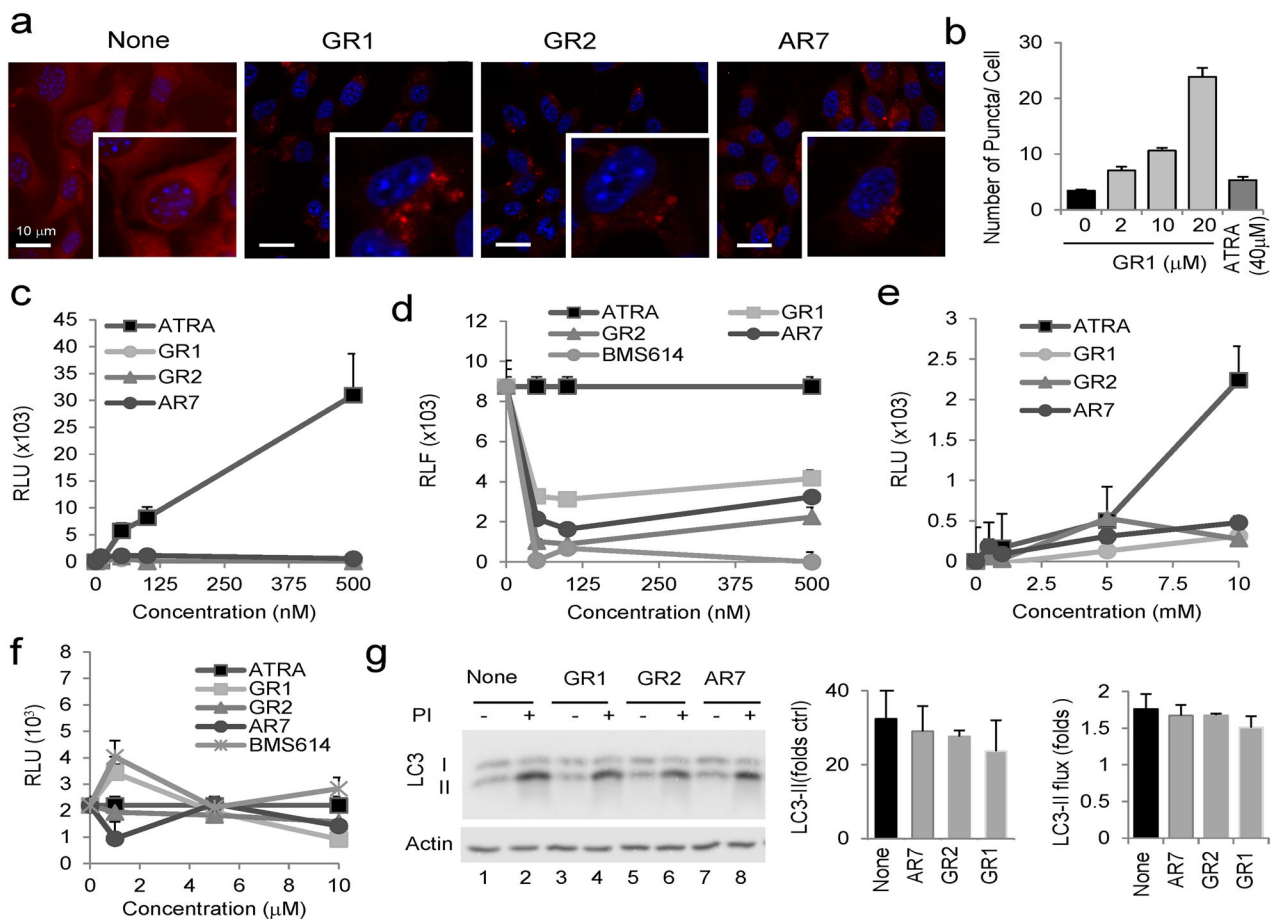 a
None GR1 GR2 AR7
10 μm
b
Number of Puncta/ Cell
30
20
10
0
0 2 10 20
GR1 (μM)
ATRA
(40μM)
c
RLU (x103)
45
40
35
30
25
20
15
10
5
0
ATRA
GR1
GR2
AR7
0 125 250 375 500
Concentration (nM)
d
RLF (x103)
12
10
8
6
4
2
0
ATRA GR1
GR2 AR7
BMS614
0 125 250 375 500
Concentration (nM)
e
RLU (x103)
3
2.5
2
1.5
1
0.5
0
ATRA
GR1
GR2
AR7
0 2.5 5 7.5 10
Concentration (mM)
f
RLU (10³)
8
7
6
5
4
3
2
1
0
ATRA
GR1
GR2
AR7
BMS614
0 2 4 6 8 10
Concentration (μM)
g
None GR1 GR2 AR7
PI - + - + - + - +
LC3
I
II
Actin
1 2 3 4 5 6 7 8
LC3-II(folds ctrl)
40
20
0
None AR7 GR2 GR1
LC3-II flux (folds )
2
1.5
1
0.5
0
None AR7 GR2 GR1